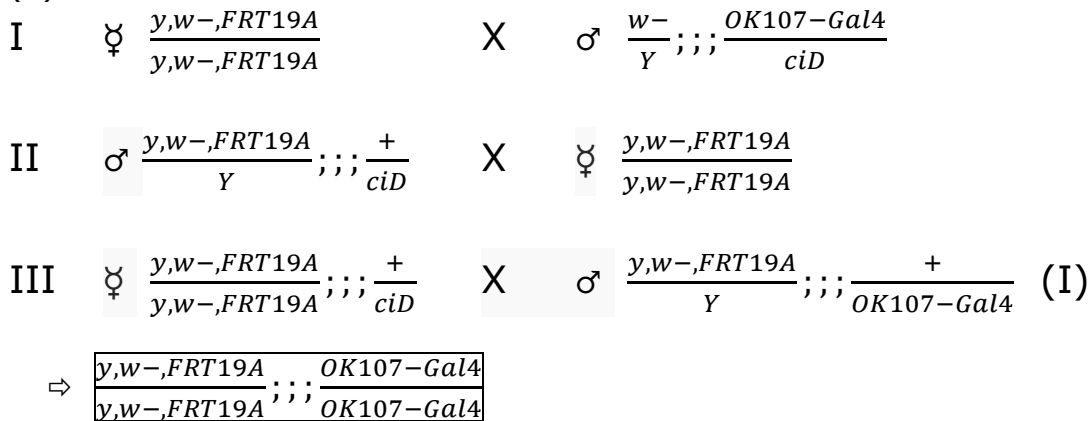 I ☿ y,w−,FRT19A / y,w−,FRT19A X ♂ w− / Y ; ; ; OK107−Gal4 / ciD
II ♂ y,w−,FRT19A / Y ; ; ; + / ciD X ☿ y,w−,FRT19A / y,w−,FRT19A
III ☿ y,w−,FRT19A / y,w−,FRT19A ; ; ; + / ciD X ♂ y,w−,FRT19A / Y ; ; ; + / OK107−Gal4 (I)
⇨ y,w−,FRT19A / y,w−,FRT19A ; ; ; OK107−Gal4 / OK107−Gal4